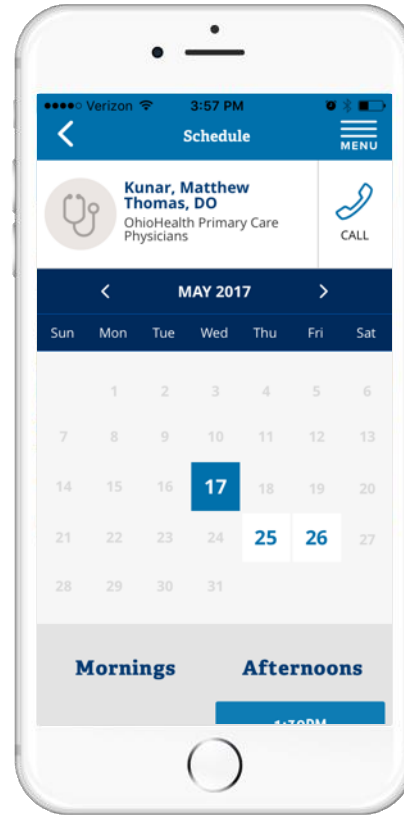 Verizon 3:57 PM
Schedule
MENU
Kunar, Matthew
Thomas, DO
OhioHealth Primary Care
Physicians
CALL
MAY 2017
Sun Mon Tue Wed Thu Fri Sat
1 2 3 4 5 6
7 8 9 10 11 12 13
14 15 16 17 18 19 20
21 22 23 24 25 26 27
28 29 30 31
Mornings Afternoons